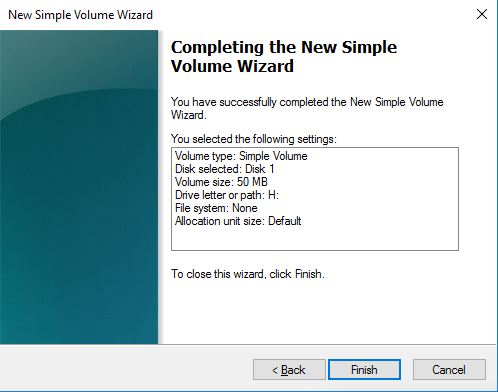 New Simple Volume Wizard
Completing the New Simple
Volume Wizard
You have successfully completed the New Simple Volume
Wizard.
You selected the following settings:
Volume type: Simple Volume
Disk selected: Disk 1
Volume size: 50 MB
Drive letter or path: H:
File system: None
Allocation unit size: Default
To close this wizard, click Finish.
< Back
Finish
Cancel